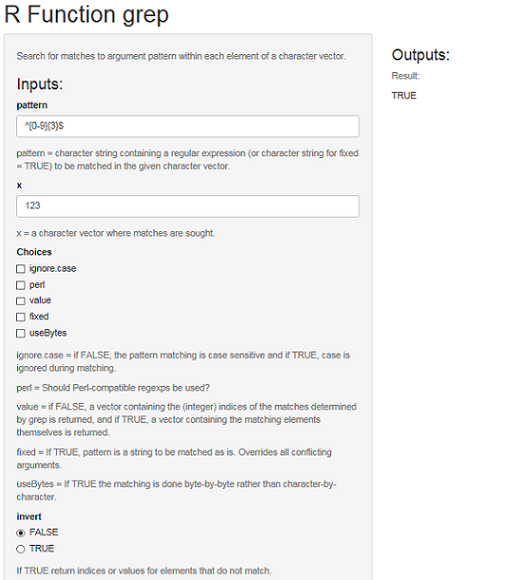 R Function grep
Search for matches to argument pattern within each element of a character vector.
Inputs:
pattern
^[0-9]{3}$
pattern = character string containing a regular expression (or character string for fixed
= TRUE) to be matched in the given character vector.
x
123
x = a character vector where matches are sought.
Choices
ignore.case
perl
value
fixed
useBytes
ignore.case = if FALSE, the pattern matching is case sensitive and if TRUE, case is
ignored during matching.
perl = Should Perl-compatible regexps be used?
value = if FALSE, a vector containing the (integer) indices of the matches determined
by grep is returned, and if TRUE, a vector containing the matching elements
themselves is returned.
fixed = If TRUE, pattern is a string to be matched as is. Overrides all conflicting
arguments.
useBytes = If TRUE the matching is done byte-by-byte rather than character-by-
character.
invert
FALSE
TRUE
If TRUE return indices or values for elements that do not match.
Outputs:
Result:
TRUE